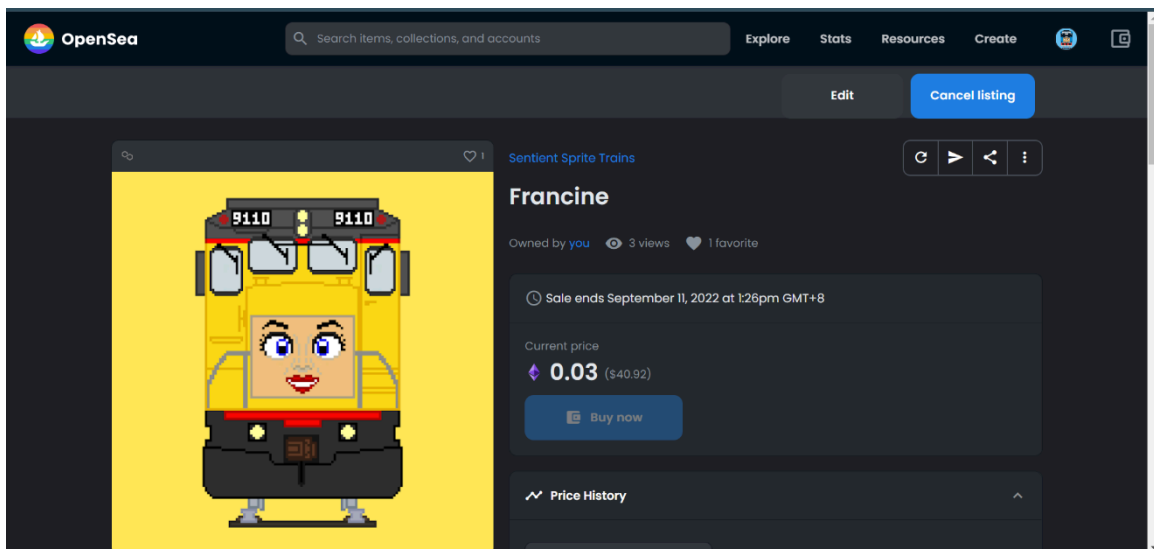 OpenSea
Search items, collections, and accounts
Explore Stats Resources Create
Edit Cancel listing
1
Sentient Sprite Trains
Francine
9110 9110
Owned by you 3 views 1 favorite
Sale ends September 11, 2022 at 1:26pm GMT+8
Current price
0.03 ($40.92)
Buy now
Price History